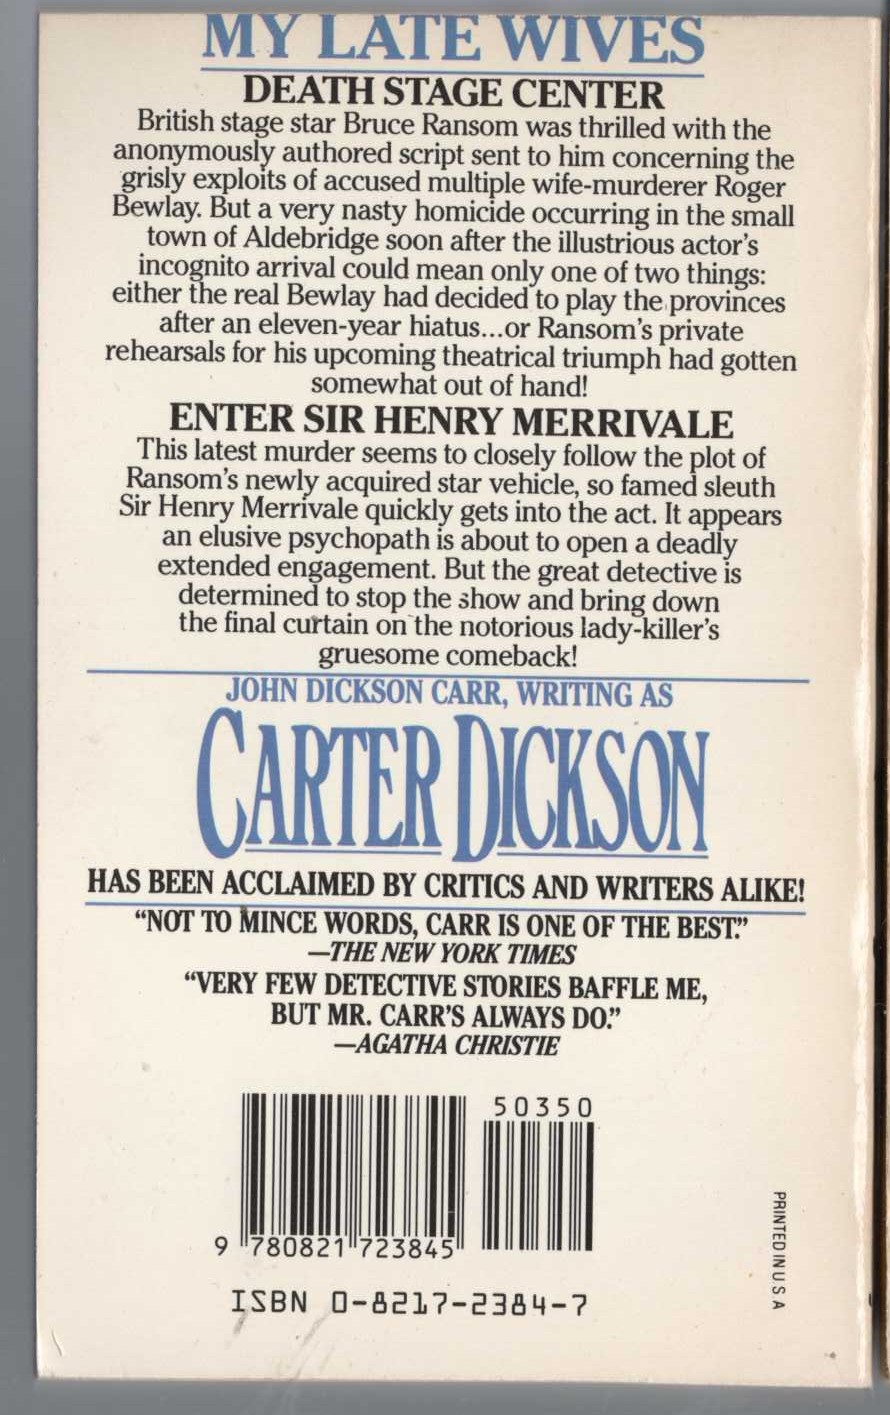 MY LATE WIVES
DEATH STAGE CENTER
British stage star Bruce Ransom was thrilled with the
anonymously authored script sent to him concerning the
grisly exploits of accused multiple wife-murderer Roger
Bewlay. But a very nasty homicide occurring in the small
town of Aldebridge soon after the illustrious actor's
incognito arrival could mean only one of two things:
either the real Bewlay had decided to play the provinces
after an eleven-year hiatus...or Ransom's private
rehearsals for his upcoming theatrical triumph had gotten
somewhat out of hand!
ENTER SIR HENRY MERRIVALE
This latest murder seems to closely follow the plot of
Ransom's newly acquired star vehicle, so famed sleuth
Sir Henry Merrivale quickly gets into the act. It appears
an elusive psychopath is about to open a deadly
extended engagement. But the great detective is
determined to stop the show and bring down
the final curtain on the notorious lady-killer's
gruesome comeback!
JOHN DICKSON CARR, WRITING AS
CARTER DICKSON
HAS BEEN ACCLAIMED BY CRITICS AND WRITERS ALIKE!
"NOT TO MINCE WORDS, CARR IS ONE OF THE BEST."
—THE NEW YORK TIMES
"VERY FEW DETECTIVE STORIES BAFFLE ME,
BUT MR. CARR'S ALWAYS DO."
—AGATHA CHRISTIE
50350
9 780821 723845
ISBN 0-8217-2384-7
PRINTED IN U S A